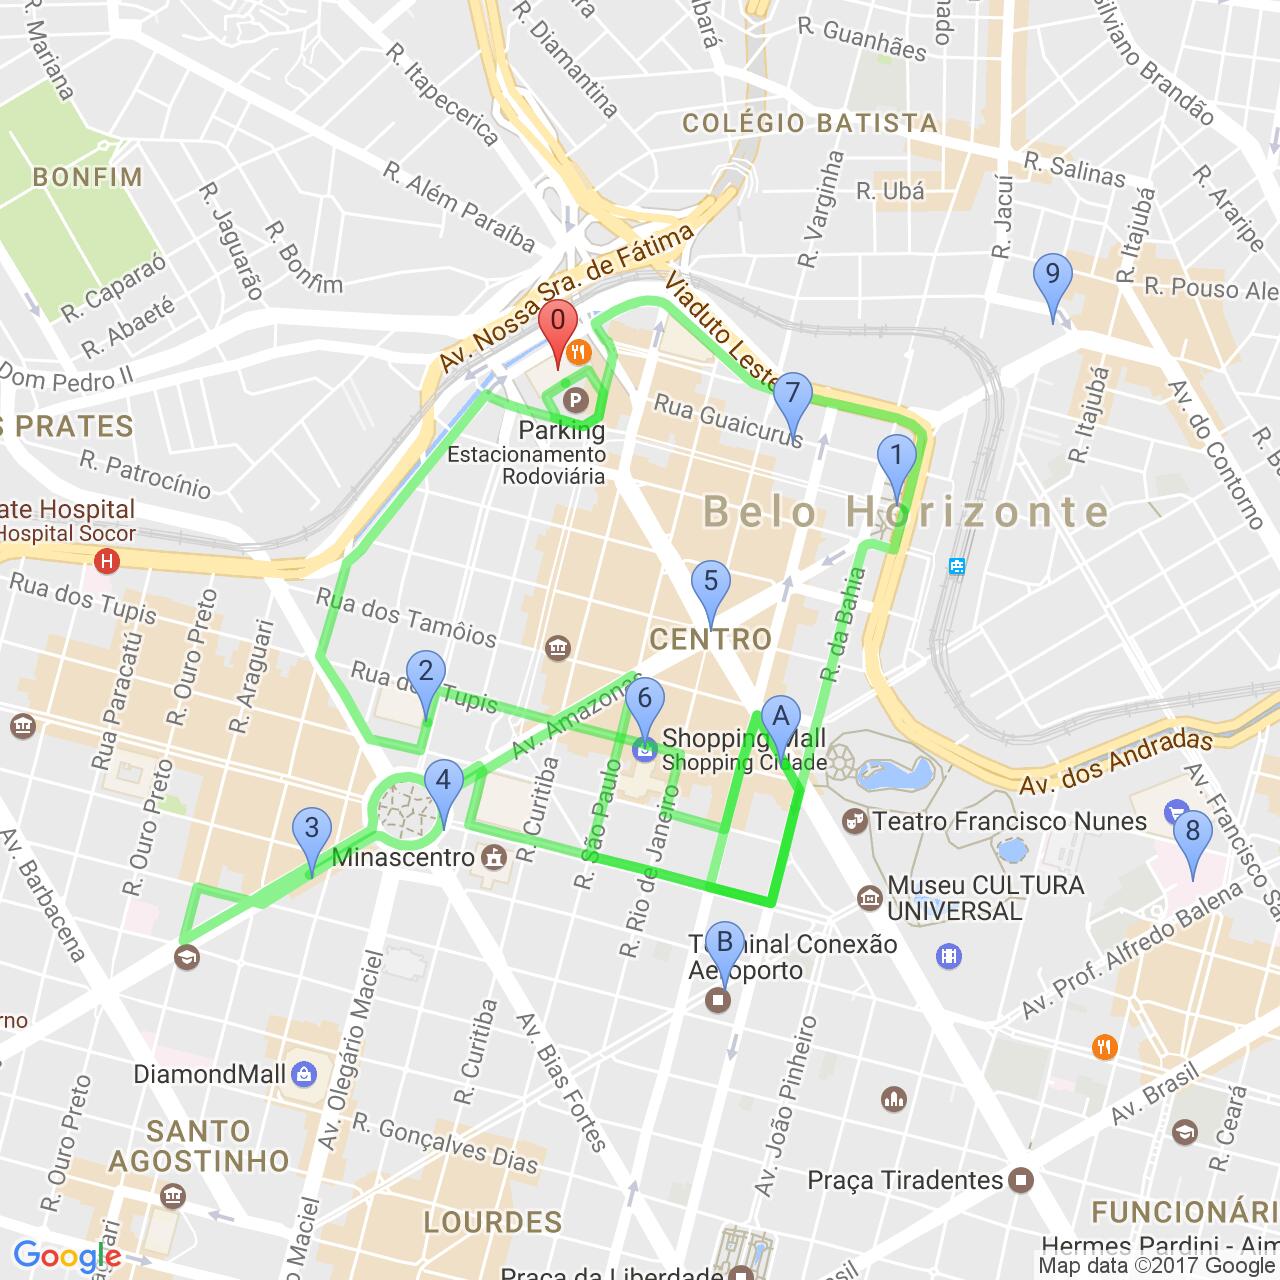 R. Mariana
R. Itapecerica
R. Diamantina
R. Guanhães
Silviano Brandão
COLÉGIO BATISTA
R. Salinas
R. Araripe
BONFIM
R. Além Paraíba
R. Varginha
R. Ubá
R. Jacuí
R. Itajubá
R. Jaguarão
R. Bonfim
R. Caparaó
R. Abaeté
Av. Nossa Sra. de Fátima
Viaduto Leste
9
R. Pouso Ale
0
Dom Pedro II
7
Rua Guaicurus
R. Itajubá
Av. do Contorno
S PRATES
P
Parking
Estacionamento
Rodoviária
R. Patrocínio
1
ate Hospital
Hospital Socor
H
Belo Horizonte
Rua dos Tupis
R. Ouro Preto
R. Araguari
Rua Paracatú
Rua dos Tamóios
5
CENTRO
R. da Bahia
Rua dos Tupis
2
6
A
Av. Amazonas
Shopping Mall
Shopping Cidade
Av. dos Andradas
Av. Francisco Sa
4
3
R. Ouro Preto
R. Curitiba
R. São Paulo
R. Rio de Janeiro
Minascentro
Teatro Francisco Nunes
8
Av. Barbacena
Museu CULTURA
UNIVERSAL
Av. Prof. Alfredo Balena
B
Terminal Conexão
Aeroporto
rno
Av. Olegário Maciel
R. Curitiba
Av. Bias Fortes
Av. João Pinheiro
DiamondMall
R. Ouro Preto
R. Gonçalves Dias
Av. Brasil
R. Ceará
SANTO
AGOSTINHO
Praça Tiradentes
LOURDES
FUNCIONÁRI
Hermes Pardini - Aim
Google
Praça da Liberdade
Map data ©2017 Google